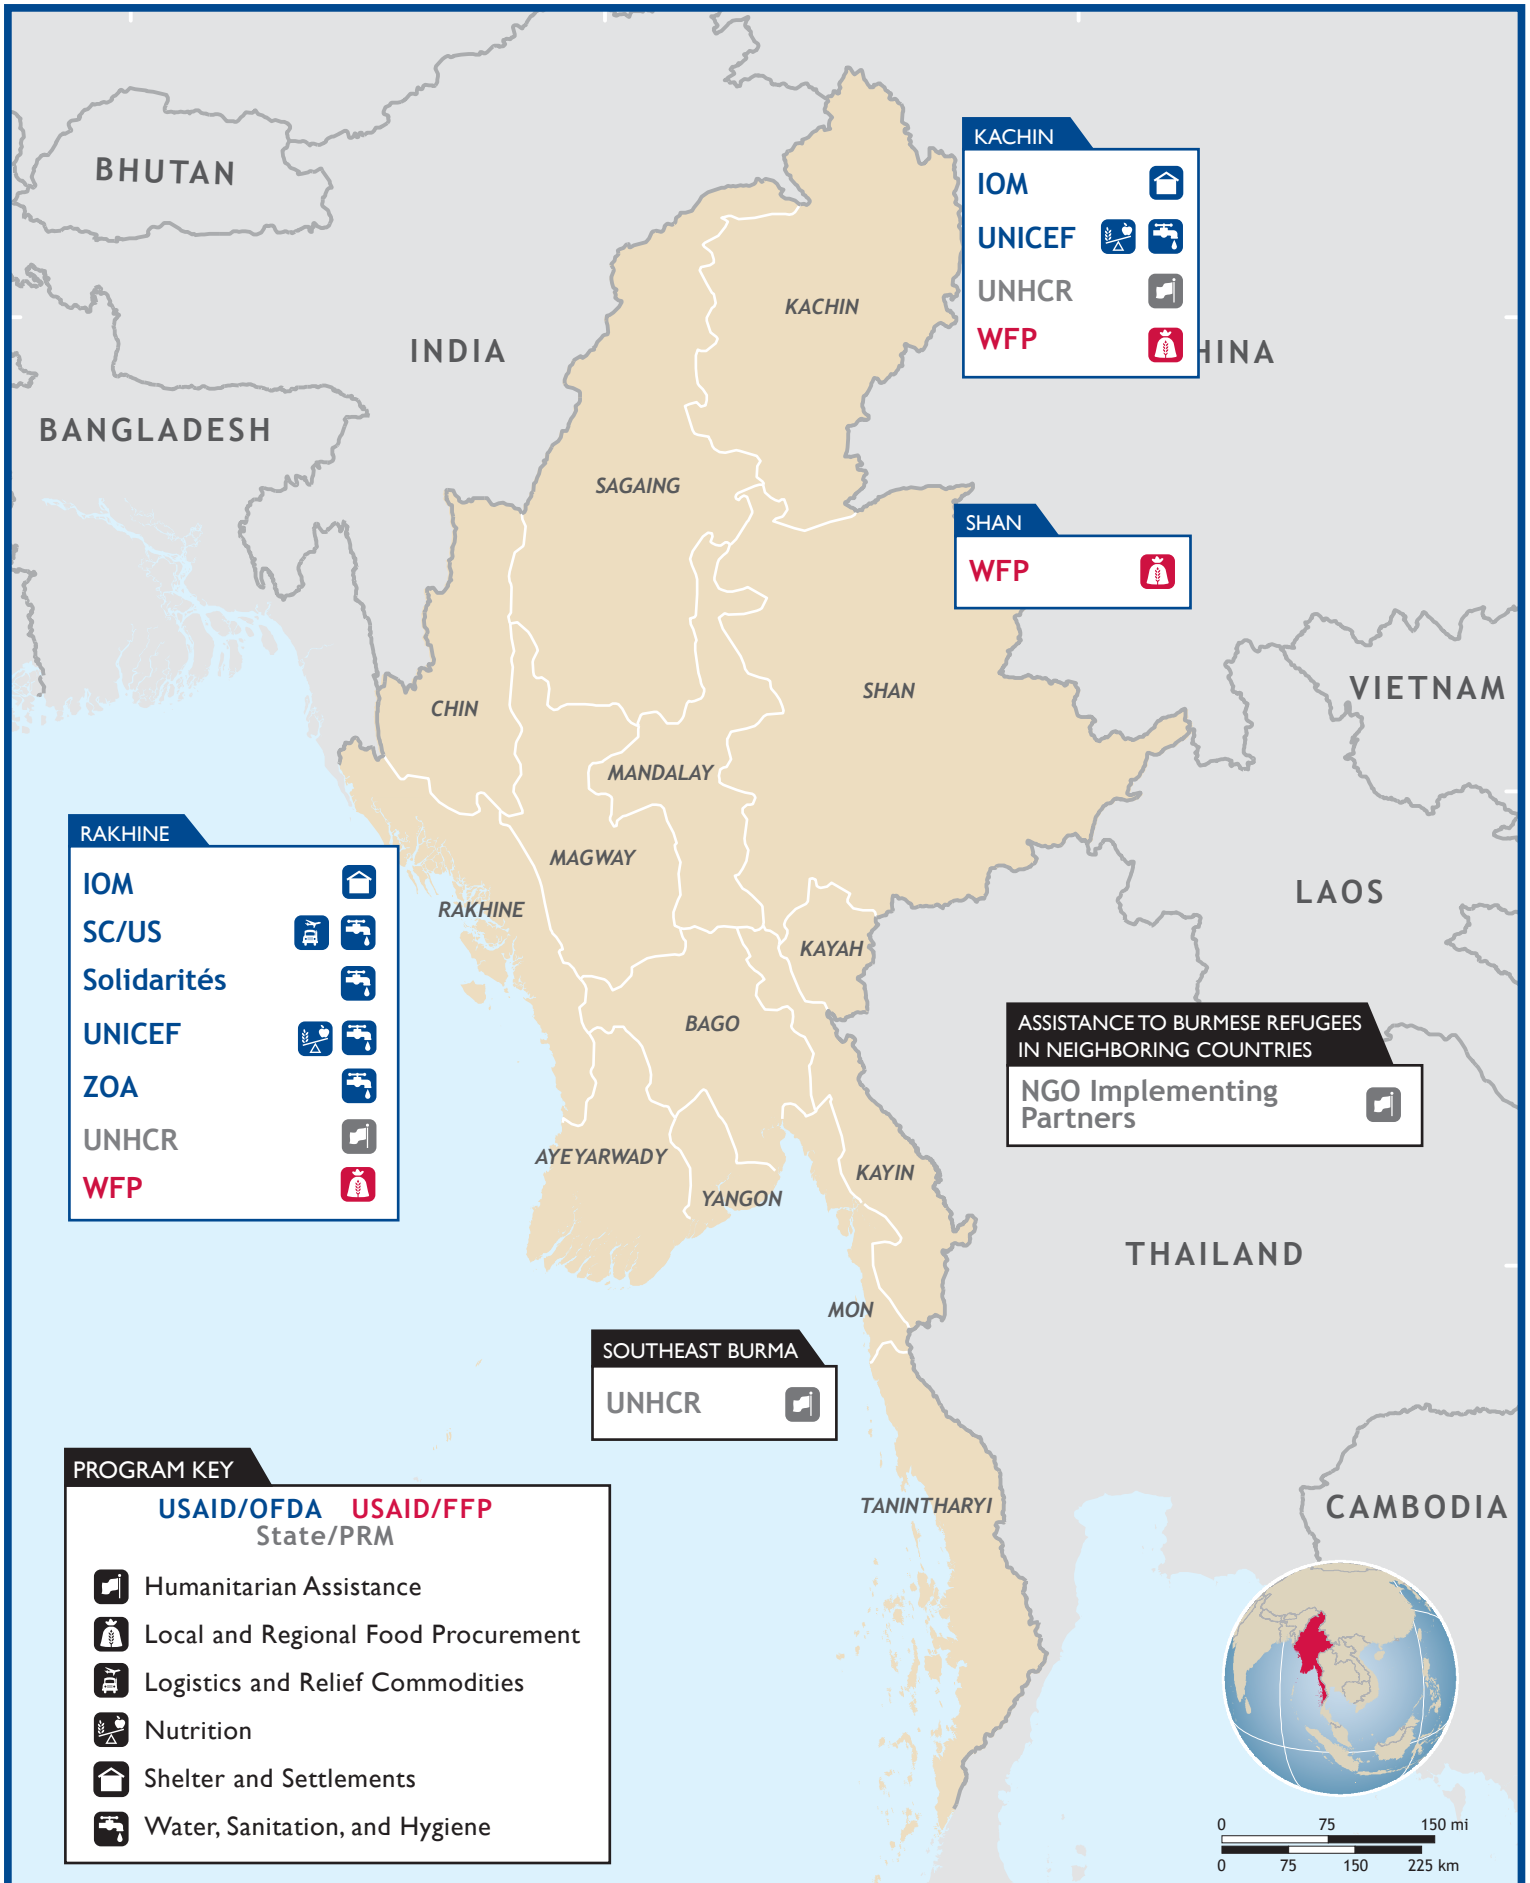 BHUTAN
KACHIN
IOM
UNICEF
UNHCR
WFP
KACHIN
INDIA
HINA
BANGLADESH
SAGAING
SHAN
WFP
SHAN
VIETNAM
CHIN
MANDALAY
RAKHINE
IOM
SC/US
Solidarités
UNICEF
ZOA
UNHCR
WFP
MAGWAY
RAKHINE
LAOS
KAYAH
BAGO
ASSISTANCE TO BURMESE REFUGEES
IN NEIGHBORING COUNTRIES
NGO Implementing
Partners
AYEYARWADY
YANGON
KAYIN
THAILAND
MON
SOUTHEAST BURMA
UNHCR
TANINTHARYI
CAMBODIA
PROGRAM KEY
USAID/OFDA USAID/FFP
State/PRM
Humanitarian Assistance
Local and Regional Food Procurement
Logistics and Relief Commodities
Nutrition
Shelter and Settlements
Water, Sanitation, and Hygiene
0 75 150 mi
0 75 150 225 km